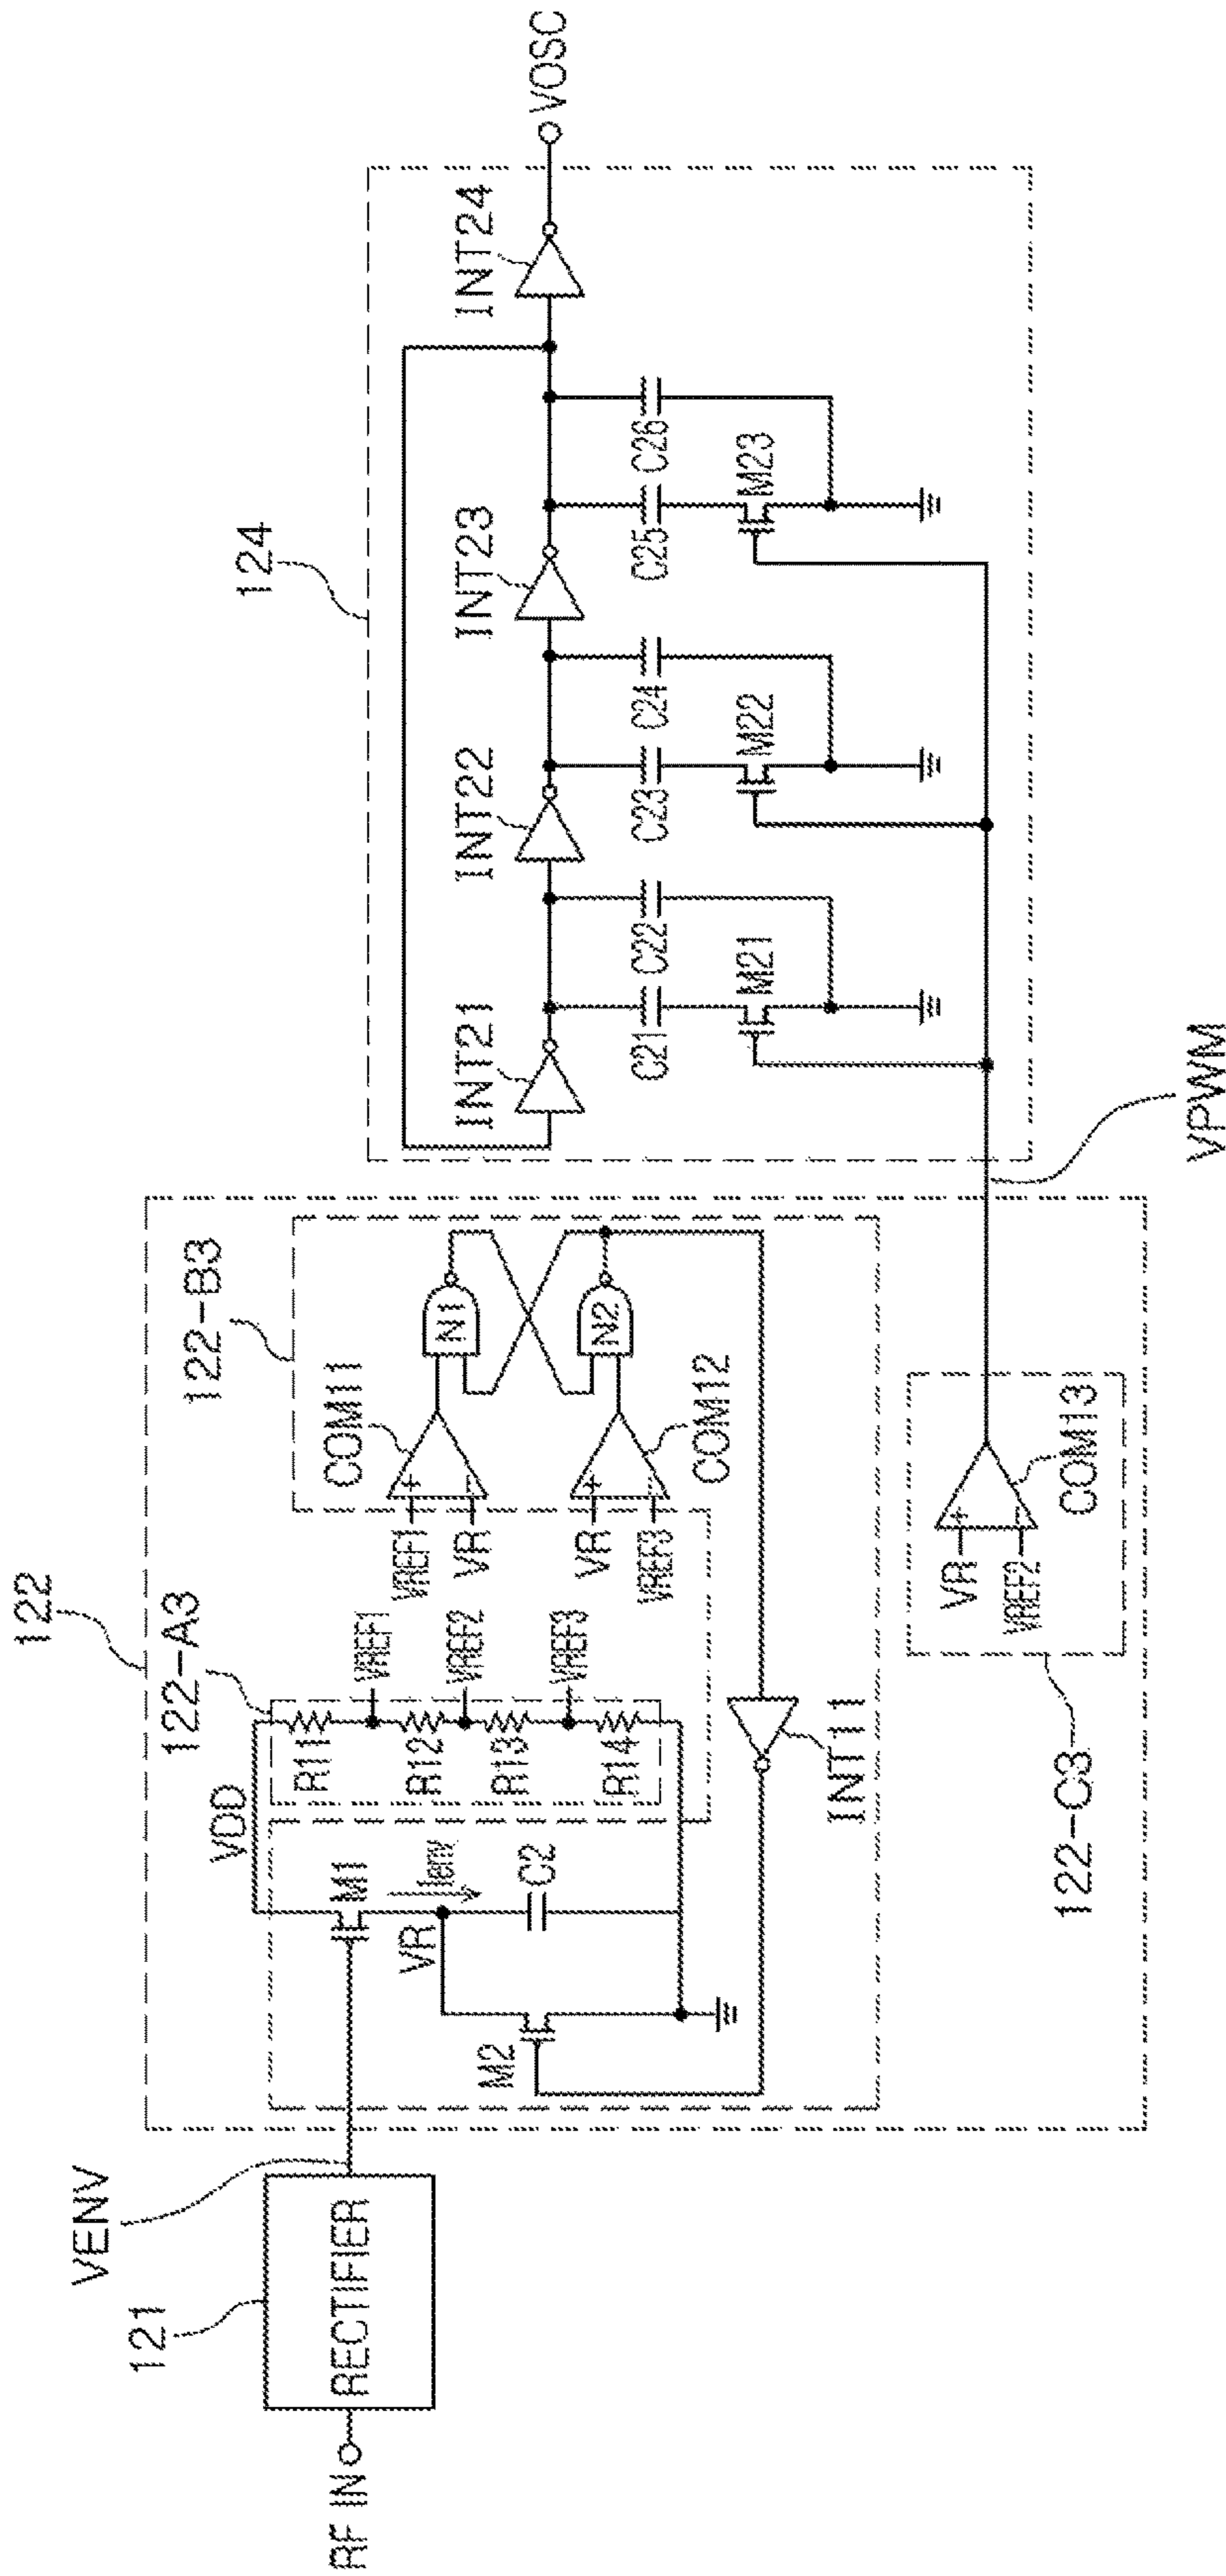 RF IN
RECTIFIER
121
VENV
122
122-A3
122-B3
VDD
M1
Ienv
VR
C2
M2
R11
R12
R13
R14
VREF1
VREF2
VREF3
COM11
+
-
VREF1
VR
N1
COM12
+
-
VR
VREF3
N2
INT11
122-C3
COM13
+
-
VR
VREF2
VPWM
124
INT21
INT22
INT23
INT24
C21
C22
C23
C24
C25
C26
M21
M22
M23
VOSC